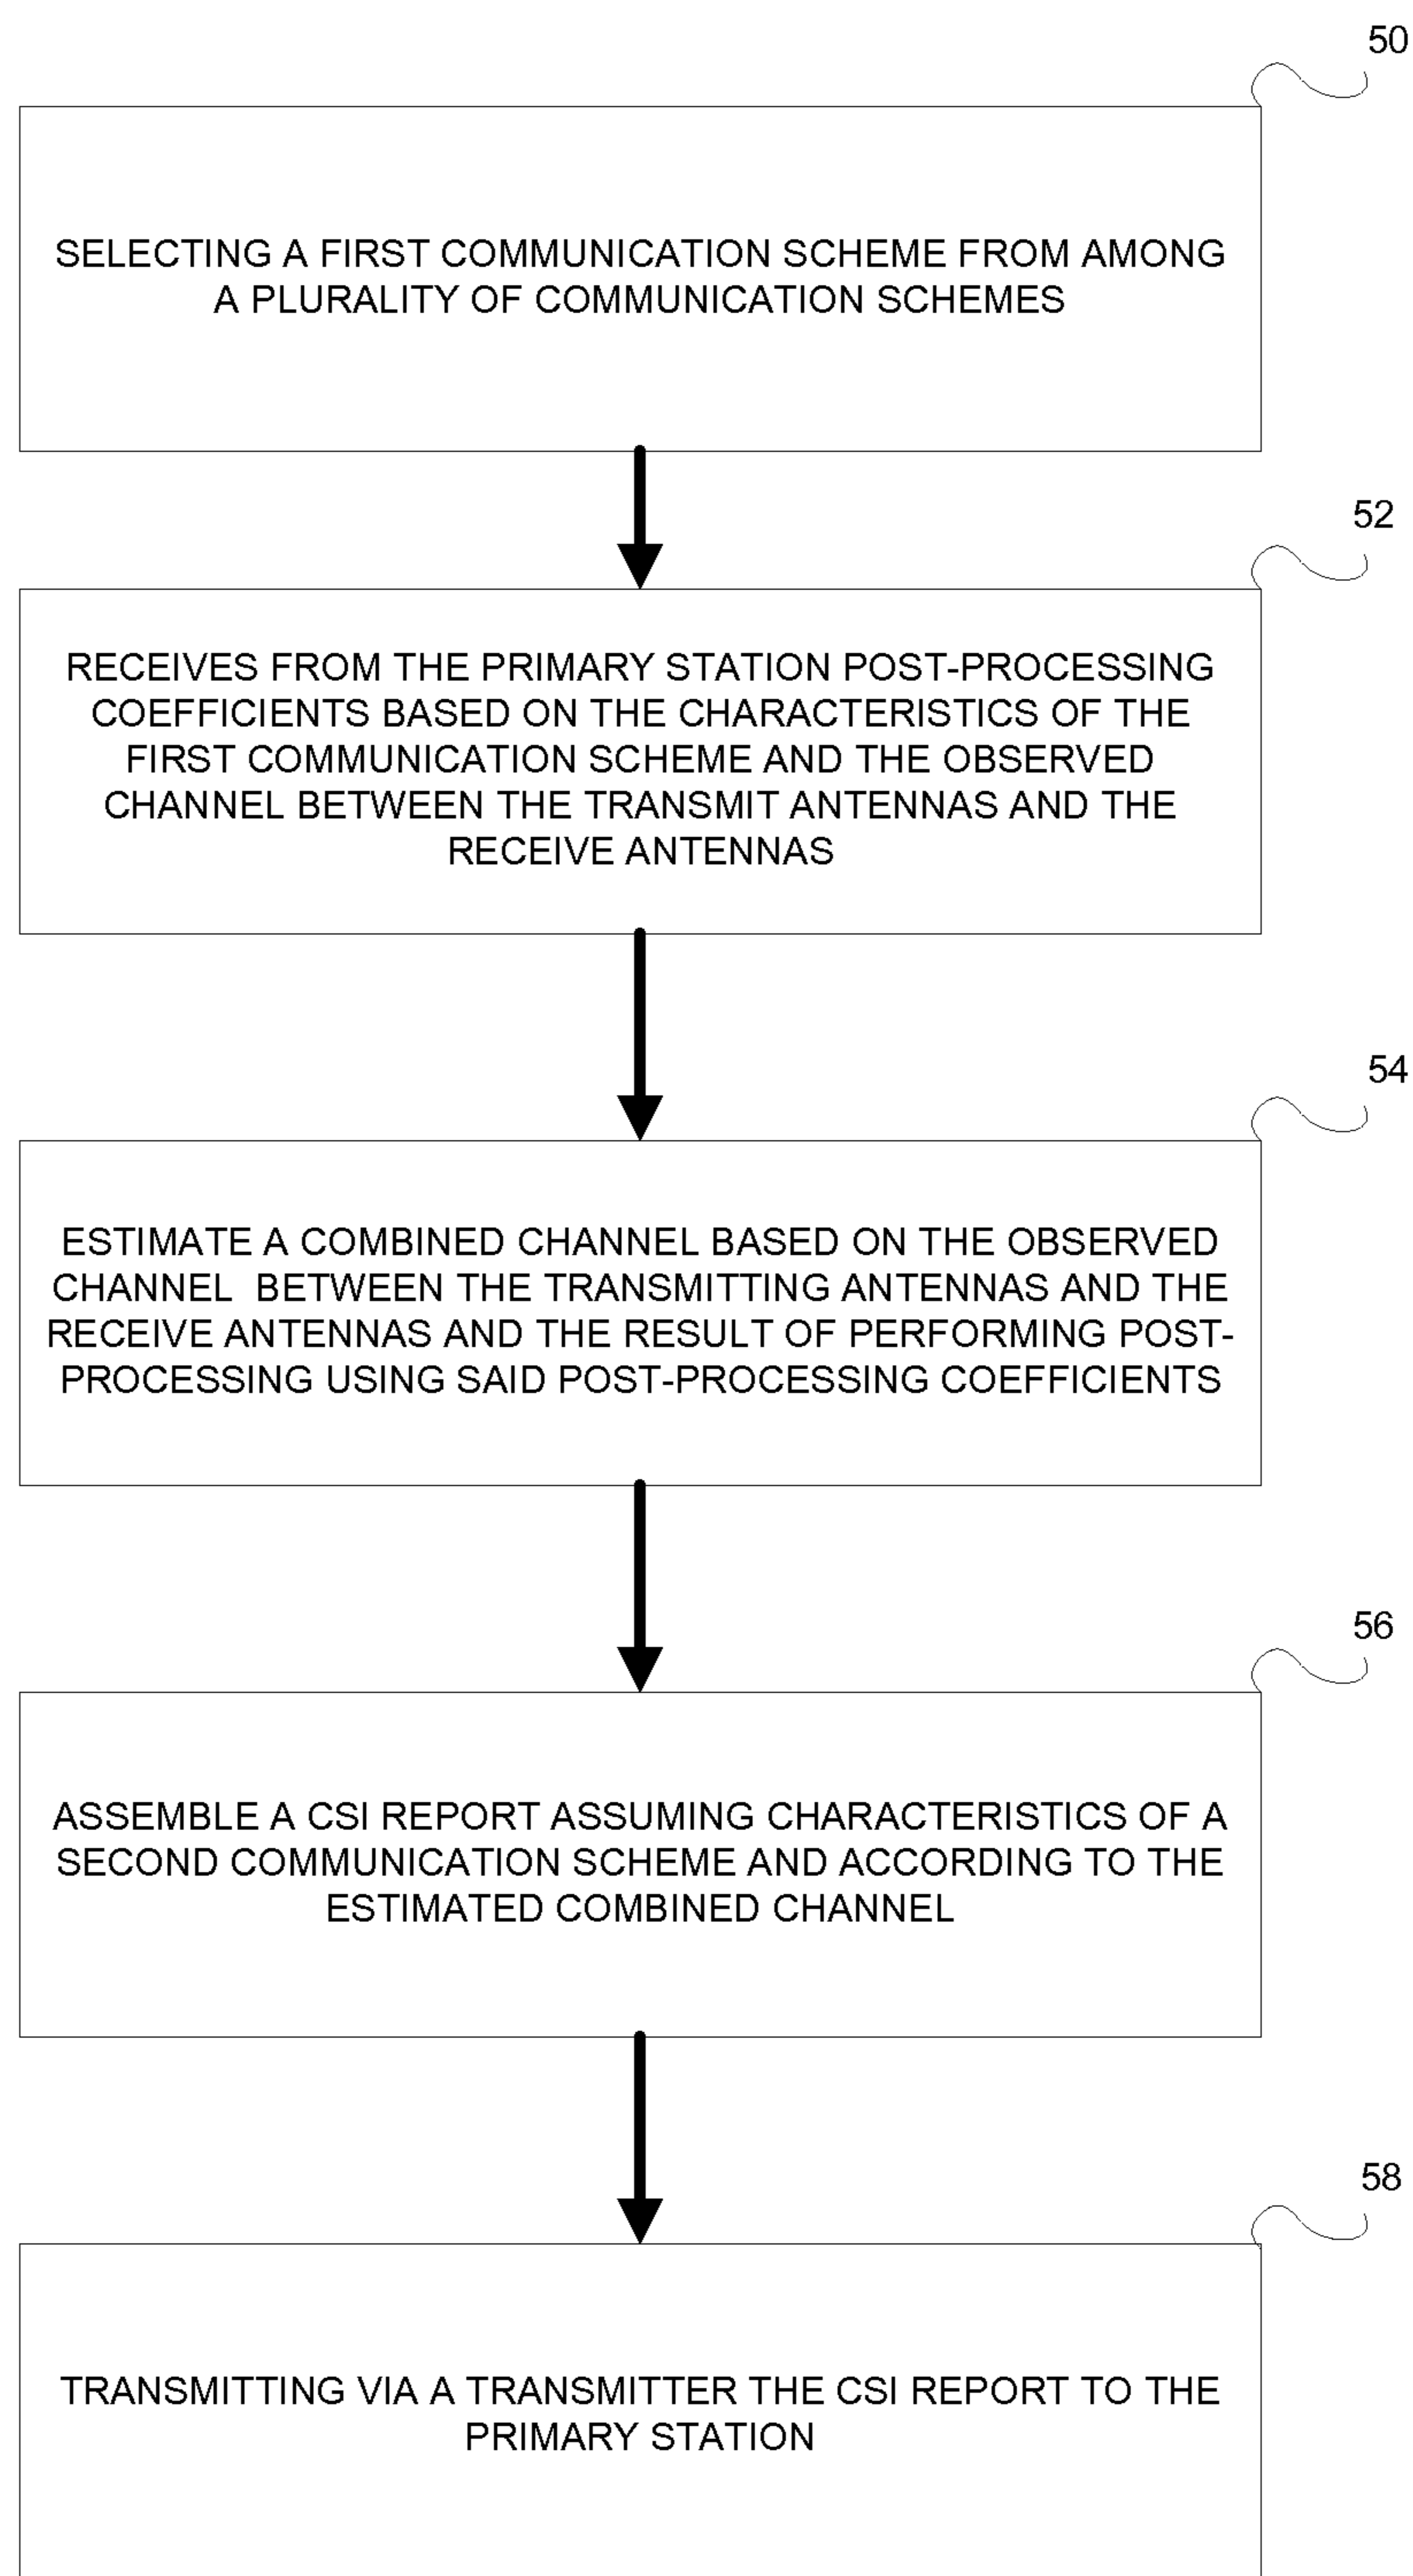 50
SELECTING A FIRST COMMUNICATION SCHEME FROM AMONG
A PLURALITY OF COMMUNICATION SCHEMES
52
RECEIVES FROM THE PRIMARY STATION POST-PROCESSING
COEFFICIENTS BASED ON THE CHARACTERISTICS OF THE
FIRST COMMUNICATION SCHEME AND THE OBSERVED
CHANNEL BETWEEN THE TRANSMIT ANTENNAS AND THE
RECEIVE ANTENNAS
54
ESTIMATE A COMBINED CHANNEL BASED ON THE OBSERVED
CHANNEL BETWEEN THE TRANSMITTING ANTENNAS AND THE
RECEIVE ANTENNAS AND THE RESULT OF PERFORMING POST-
PROCESSING USING SAID POST-PROCESSING COEFFICIENTS
56
ASSEMBLE A CSI REPORT ASSUMING CHARACTERISTICS OF A
SECOND COMMUNICATION SCHEME AND ACCORDING TO THE
ESTIMATED COMBINED CHANNEL
58
TRANSMITTING VIA A TRANSMITTER THE CSI REPORT TO THE
PRIMARY STATION